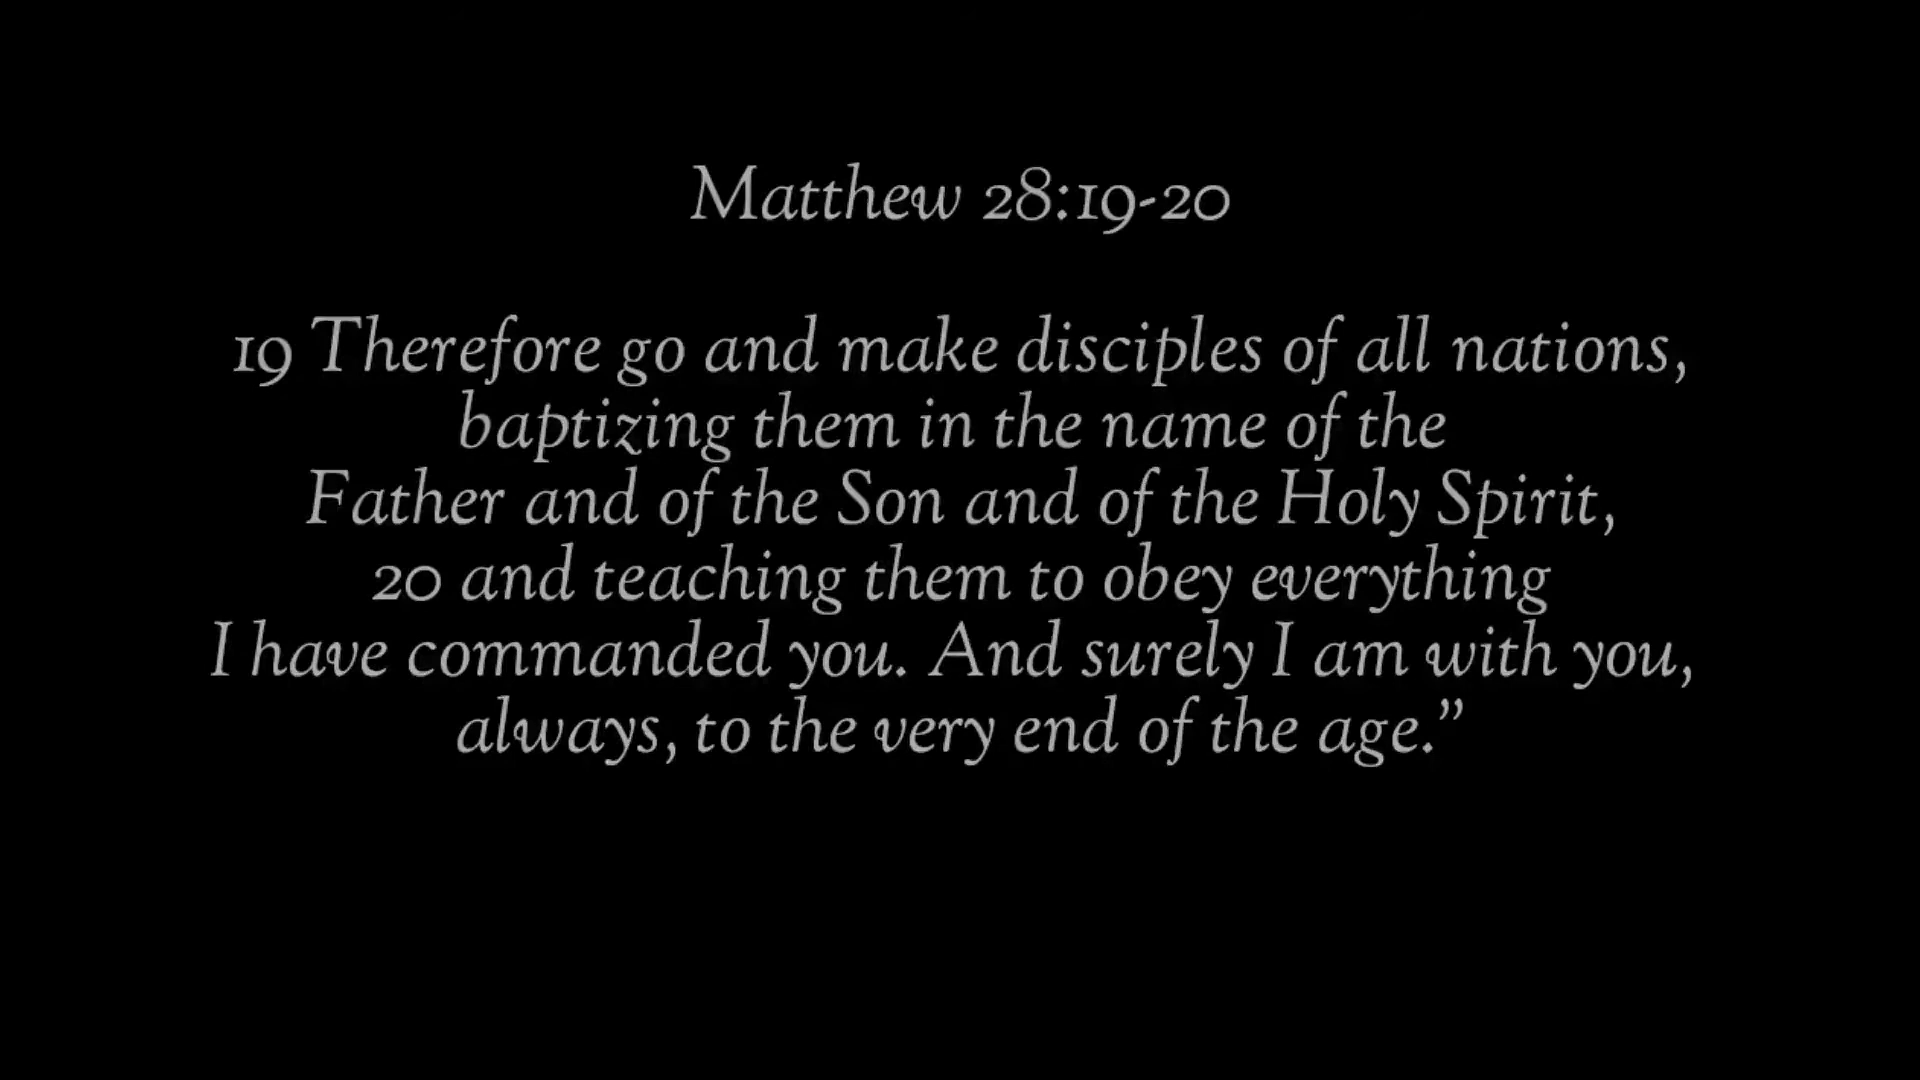 Matthew 28:19-20
19 Therefore go and make disciples of all nations,
baptizing them in the name of the
Father and of the Son and of the Holy Spirit,
20 and teaching them to obey everything
I have commanded you. And surely I am with you,
always, to the very end of the age.”